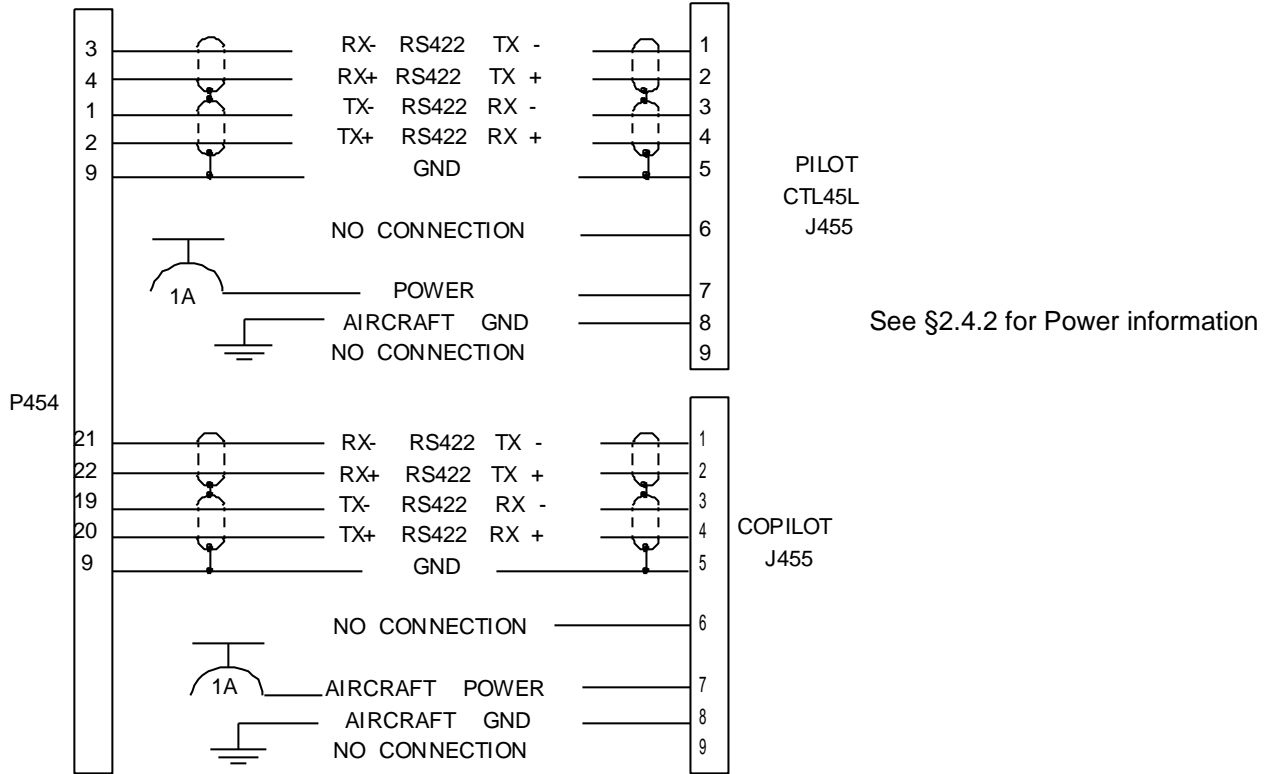 3 RX- RS422 TX - 1
4 RX+ RS422 TX + 2
1 TX- RS422 RX - 3
2 TX+ RS422 RX + 4
9 GND 5
PILOT
CTL45L
J455
NO CONNECTION 6
1A POWER 7
AIRCRAFT GND 8
See §2.4.2 for Power information
NO CONNECTION 9
P454
21 RX- RS422 TX - 1
22 RX+ RS422 TX + 2
19 TX- RS422 RX - 3
20 TX+ RS422 RX + 4
COPILOT
J455
9 GND 5
NO CONNECTION 6
1A AIRCRAFT POWER 7
AIRCRAFT GND 8
NO CONNECTION 9